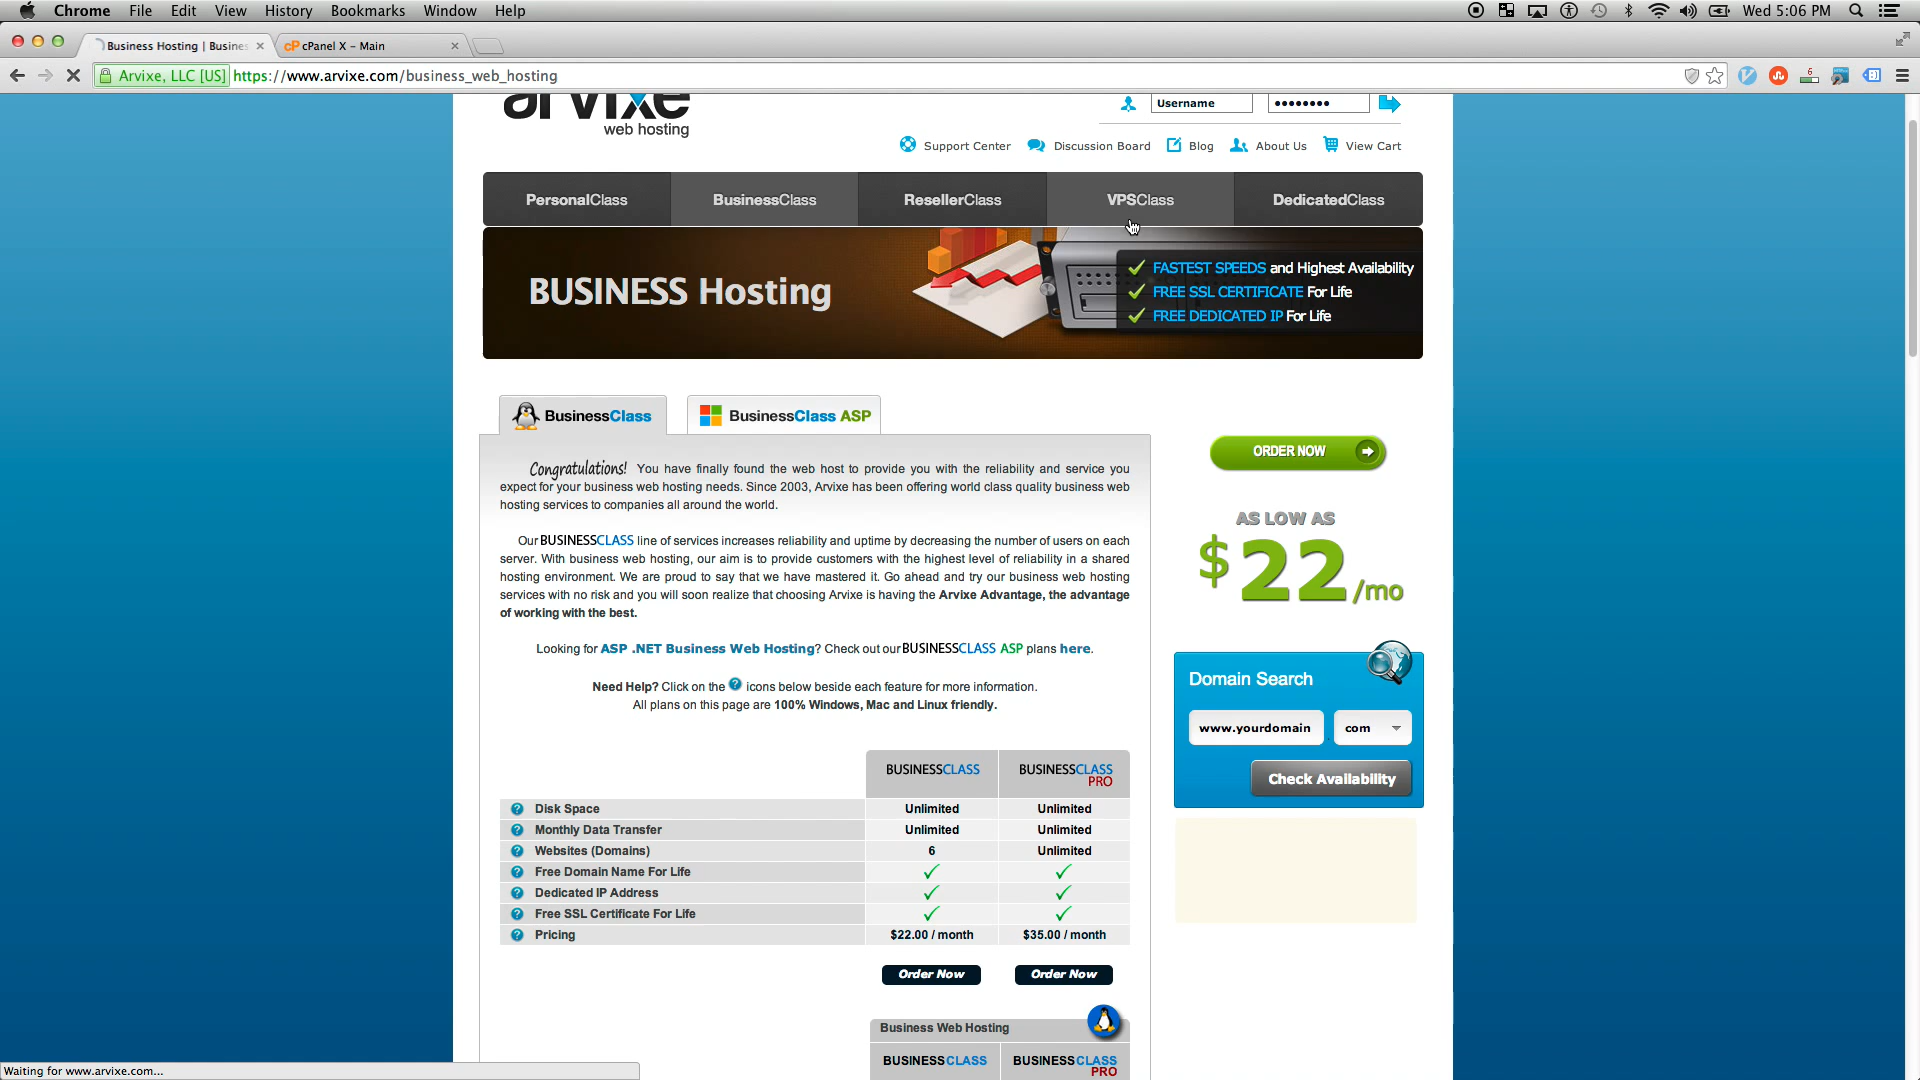 Chrome File Edit View History Bookmarks Window Help Wed 5:06 PM
Business Hosting | Busines cPanel X - Main
Arvixe, LLC [US] https://www.arvixe.com/business_web_hosting
arvixe
web hosting
Username ••••••••
Support Center Discussion Board Blog About Us View Cart
PersonalClass BusinessClass ResellerClass VPSClass DedicatedClass
BUSINESS Hosting
FASTEST SPEEDS and Highest Availability
FREE SSL CERTIFICATE For Life
FREE DEDICATED IP For Life
BusinessClass BusinessClass ASP
Congratulations! You have finally found the web host to provide you with the reliability and service you
expect for your business web hosting needs. Since 2003, Arvixe has been offering world class quality business web
hosting services to companies all around the world.
Our BUSINESSCLASS line of services increases reliability and uptime by decreasing the number of users on each
server. With business web hosting, our aim is to provide customers with the highest level of reliability in a shared
hosting environment. We are proud to say that we have mastered it. Go ahead and try our business web hosting
services with no risk and you will soon realize that choosing Arvixe is having the Arvixe Advantage, the advantage
of working with the best.
Looking for ASP .NET Business Web Hosting? Check out our BUSINESSCLASS ASP plans here.
Need Help? Click on the ? icons below beside each feature for more information.
All plans on this page are 100% Windows, Mac and Linux friendly.
BUSINESSCLASS BUSINESSCLASS
PRO
Disk Space Unlimited Unlimited
Monthly Data Transfer Unlimited Unlimited
Websites (Domains) 6 Unlimited
Free Domain Name For Life
Dedicated IP Address
Free SSL Certificate For Life
Pricing $22.00 / month $35.00 / month
Order Now Order Now
Business Web Hosting
BUSINESSCLASS BUSINESSCLASS
PRO
ORDER NOW
AS LOW AS
$22/mo
Domain Search
www.yourdomain com
Check Availability
Waiting for www.arvixe.com...